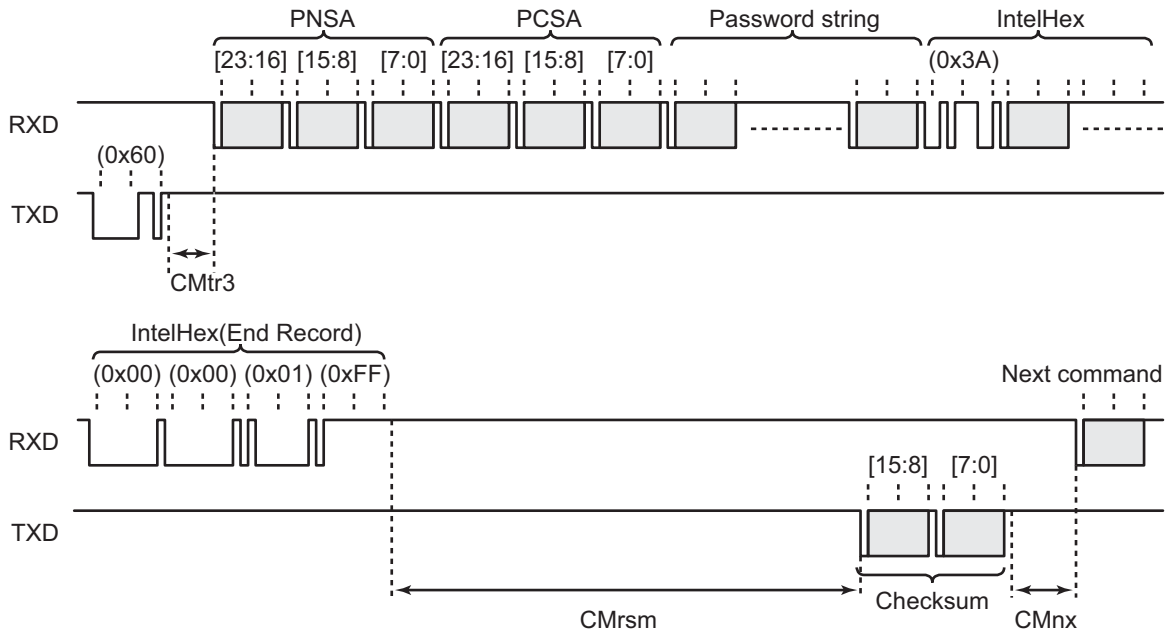 PNSA PCSA Password string IntelHex
[23:16] [15:8] [7:0] [23:16] [15:8] [7:0] (0x3A)
RXD
(0x60)
TXD
CMtr3
IntelHex(End Record)
(0x00) (0x00) (0x01) (0xFF) Next command
RXD
[15:8] [7:0]
TXD
Checksum
CMrsm CMnx